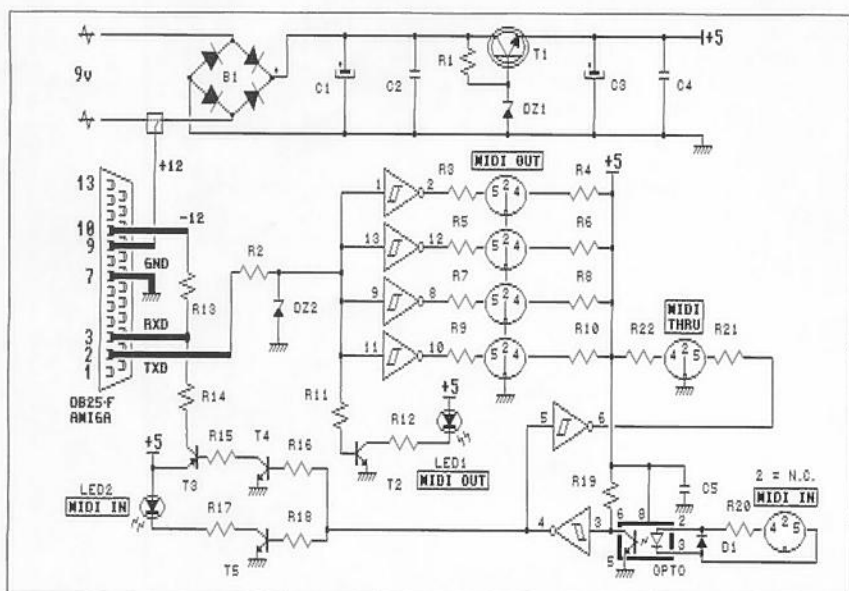 R1
T1
+5
9v
B1
C1
C2
C3
C4
DZ1
+12
MIDI OUT
+5
13
1
2
R3
5 2 4
R4
10
-12
9
R2
13
12
R5
5 2 4
R6
GND
7
R13
DZ2
9
8
R7
5 2 4
R8
MIDI
THRU
RXD
3
11
10
R9
5 2 4
R10
R22
4 2 5
R21
2
TXD
1
R14
R11
+5
5
6
DB25-F
AMIGA
R12
+5
R15
T4
R16
LED1
T3
T2
MIDI OUT
R19
C5
2 = N.C.
LED2
MIDI IN
MIDI IN
R17
R18
4
3
6
8
2
R20
4 2 5
3
D1
T5
5
OPTO